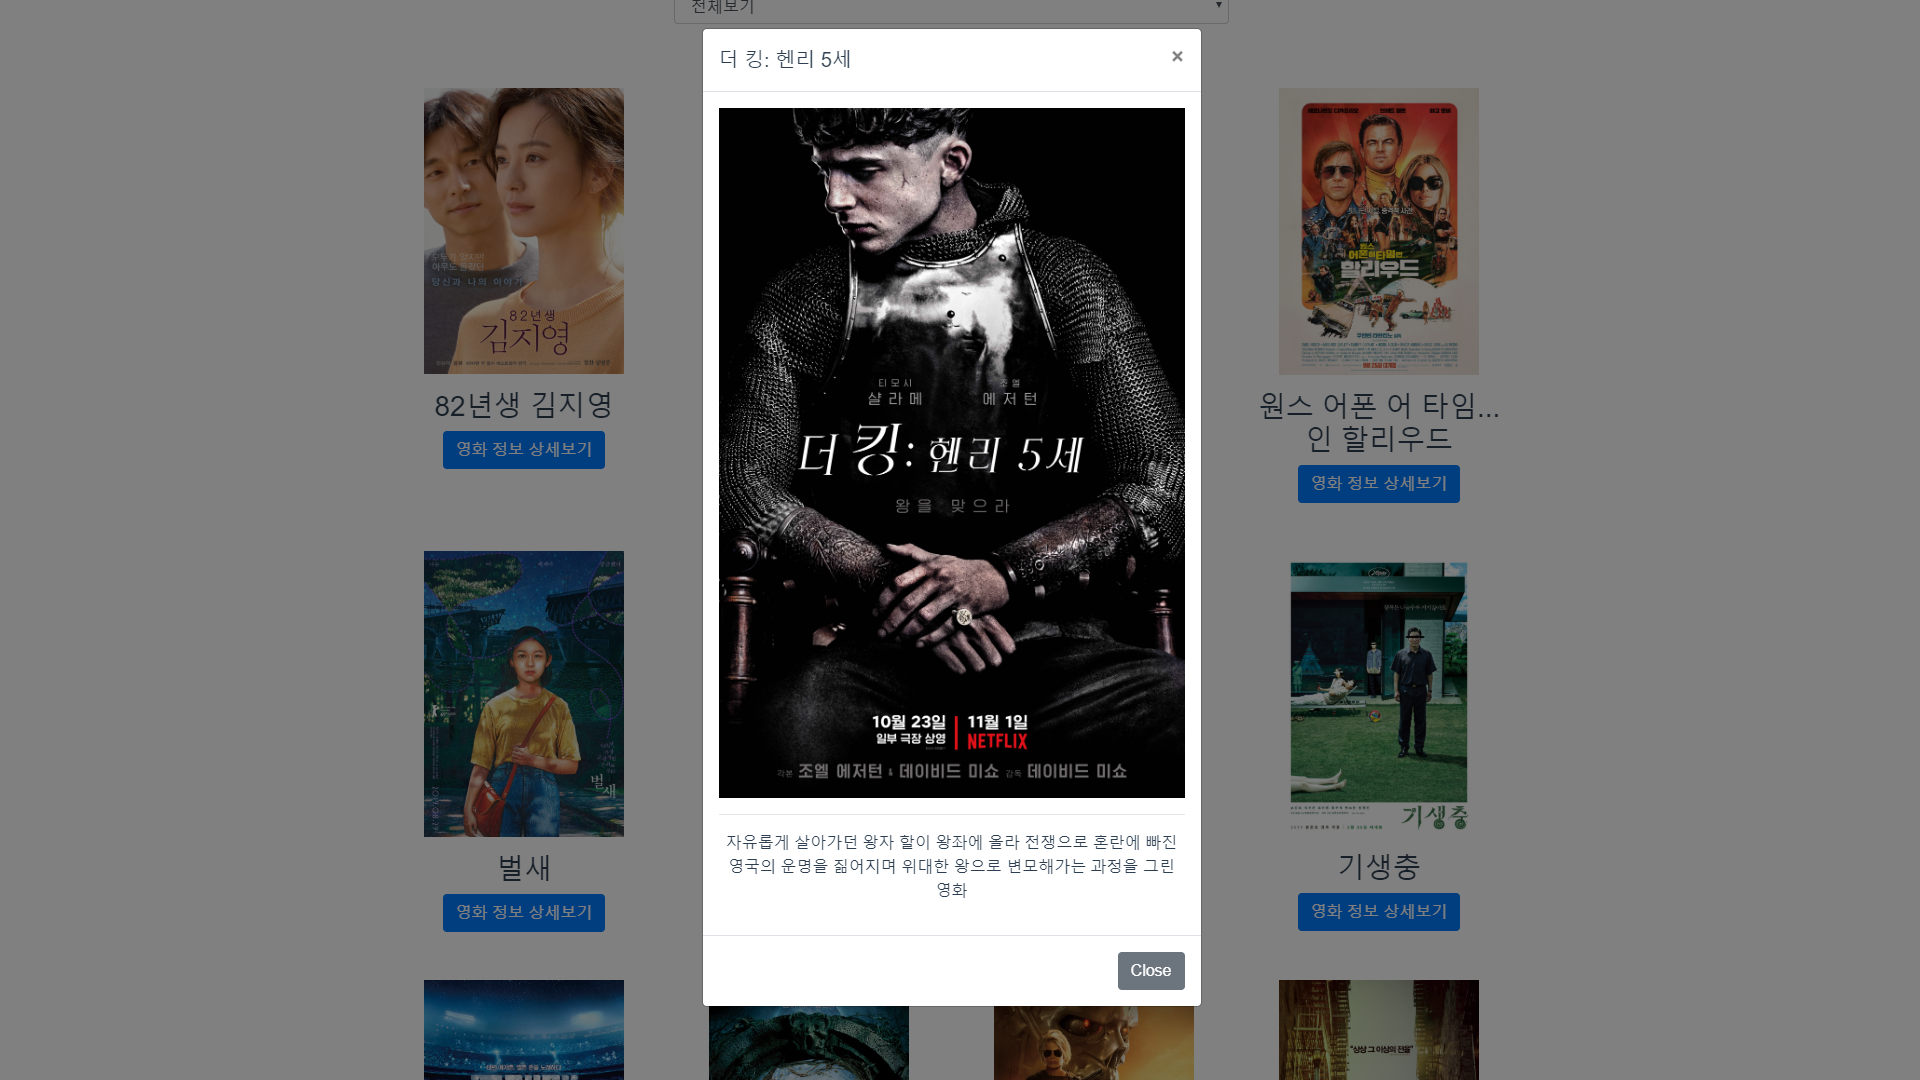 전체보기
더 킹: 헨리 5세
×
티모시 샬라메
조엘 에저턴
더 킹: 헨리 5세
왕을 맞으라
10월 23일 일부 극장 상영
11월 1일 NETFLIX
각본 조엘 에저턴 & 데이비드 미쇼 감독 데이비드 미쇼
자유롭게 살아가던 왕자 할이 왕좌에 올라 전쟁으로 혼란에 빠진
영국의 운명을 짊어지며 위대한 왕으로 변모해가는 과정을 그린
영화
Close
당신과 나의 이야기
82년생
김지영
82년생 김지영
영화 정보 상세보기
원스
어폰 어 타임 인
할리우드
원스 어폰 어 타임...
인 할리우드
영화 정보 상세보기
벌새
벌새
영화 정보 상세보기
기생충
기생충
영화 정보 상세보기
"상상 그 이상의 전율"